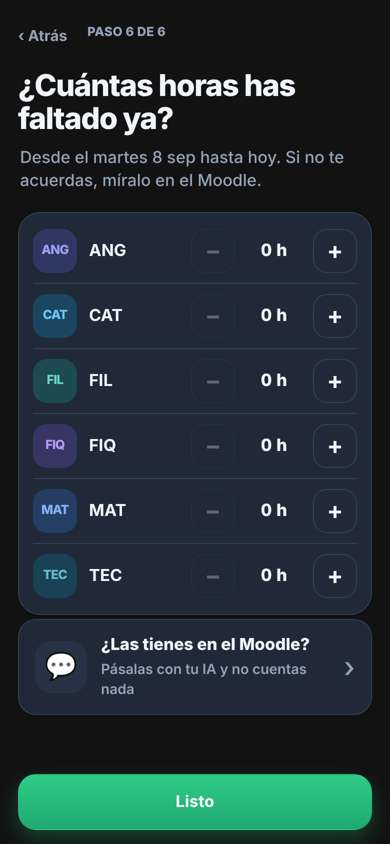 ‹ Atrás
PASO 6 DE 6
¿Cuántas horas has
faltado ya?
Desde el martes 8 sep hasta hoy. Si no te
acuerdas, míralo en el Moodle.
ANG ANG − 0 h +
CAT CAT − 0 h +
FIL FIL − 0 h +
FIQ FIQ − 0 h +
MAT MAT − 0 h +
TEC TEC − 0 h +
¿Las tienes en el Moodle?
Pásalas con tu IA y no cuentas
nada
›
Listo